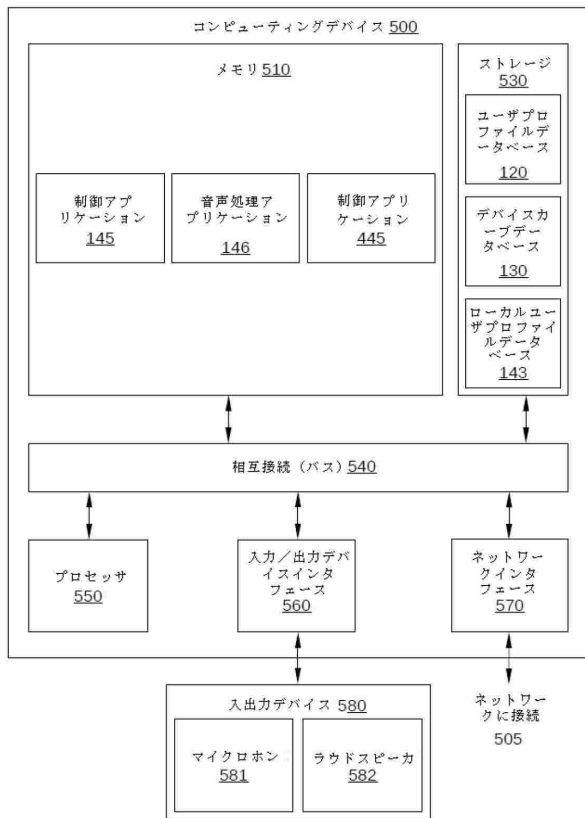 コンピューティングデバイス 500
メモリ 510
制御アプ
リケーション
145
音声処理ア
プリケーション
146
制御アプリ
ケーション
445
ストレージ
530
ユーザプロ
ファイルデー
タベース
120
デバイスカ
ーブデー
タベース
130
ローカルユー
ザプロファイ
ルデータ
ベース
143
相互接続（バス）540
プロセッサ
550
入力／出力デバ
イスインタ
フェース
560
ネットワー
クインタ
フェース
570
入出力デバイス 580
マイクロホン
581
ラウドスピーカ
582
ネットワー
クに接続
505